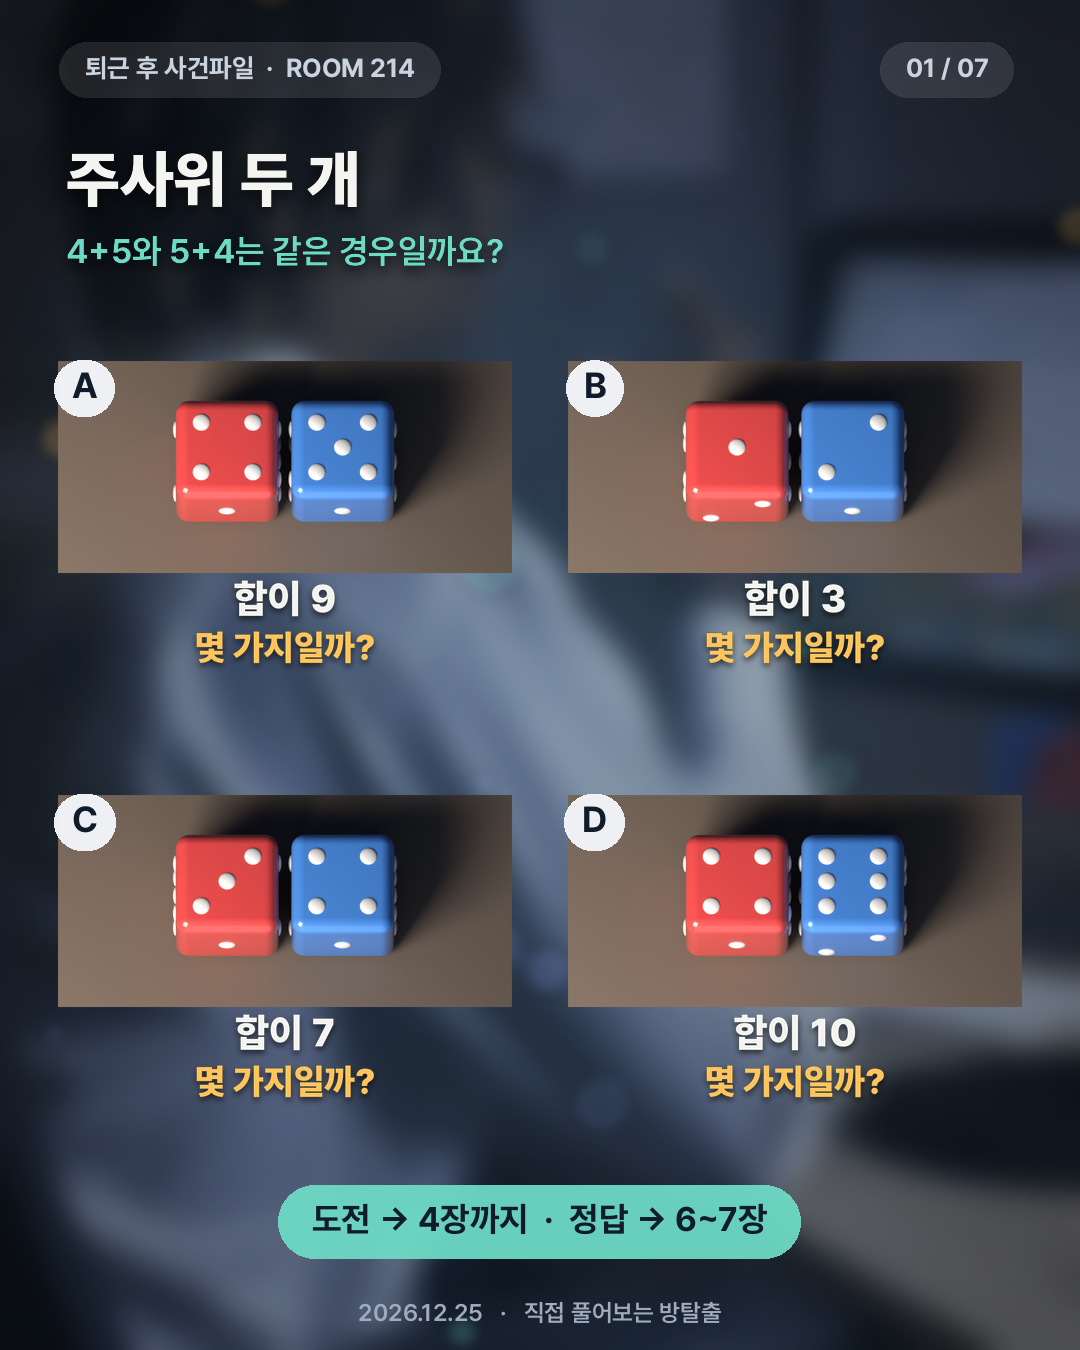 퇴근 후 사건파일 · ROOM 214
01 / 07
주사위 두 개
4+5와 5+4는 같은 경우일까요?
A
B
합이 9
몇 가지일까?
합이 3
몇 가지일까?
C
D
합이 7
몇 가지일까?
합이 10
몇 가지일까?
도전 → 4장까지 · 정답 → 6~7장
2026.12.25 · 직접 풀어보는 방탈출